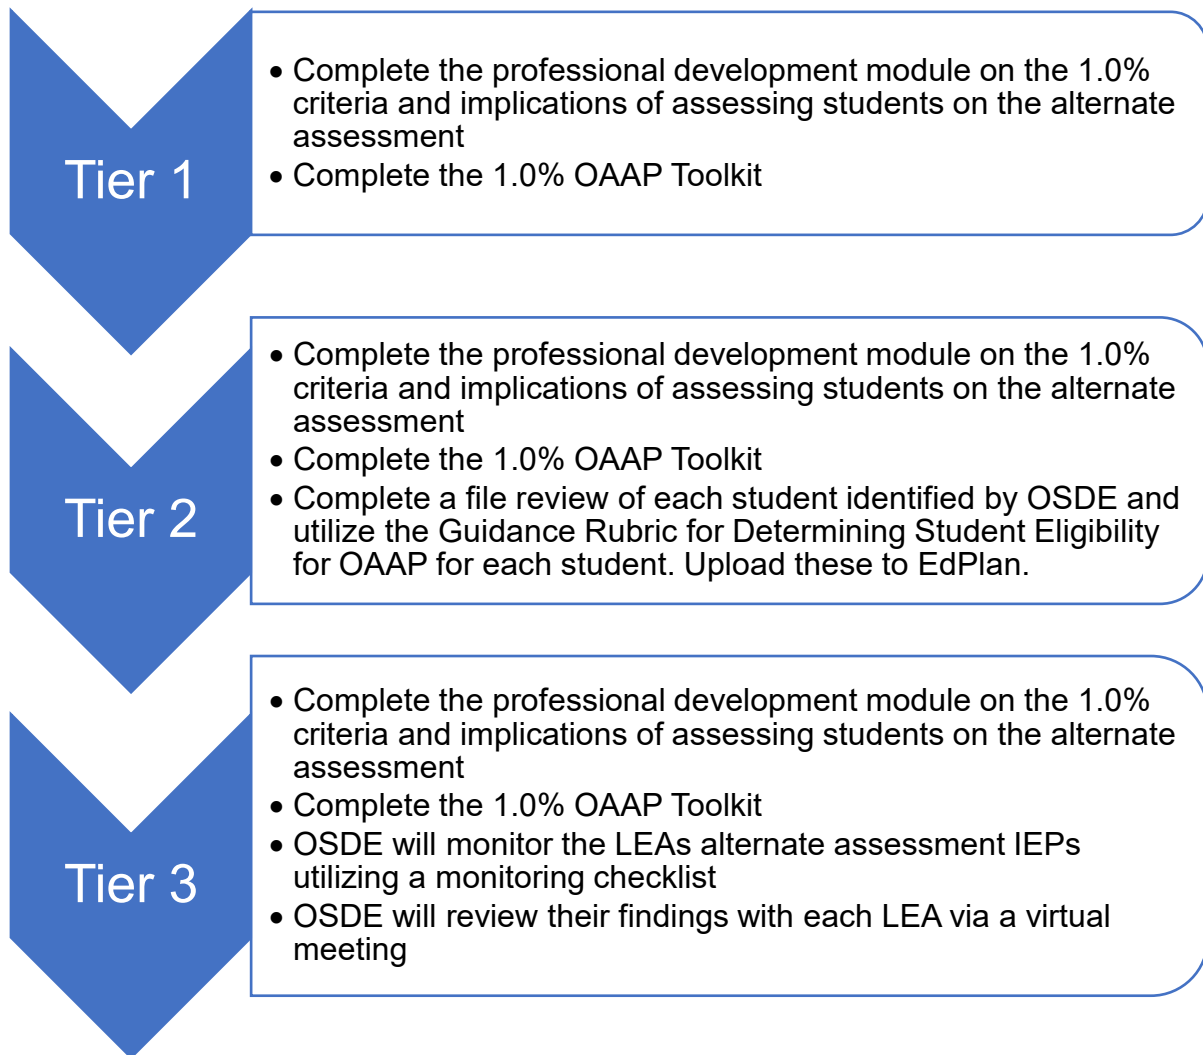 Tier 1
• Complete the professional development module on the 1.0%
criteria and implications of assessing students on the alternate
assessment
• Complete the 1.0% OAAP Toolkit
Tier 2
• Complete the professional development module on the 1.0%
criteria and implications of assessing students on the alternate
assessment
• Complete the 1.0% OAAP Toolkit
• Complete a file review of each student identified by OSDE and
utilize the Guidance Rubric for Determining Student Eligibility
for OAAP for each student. Upload these to EdPlan.
Tier 3
• Complete the professional development module on the 1.0%
criteria and implications of assessing students on the alternate
assessment
• Complete the 1.0% OAAP Toolkit
• OSDE will monitor the LEAs alternate assessment IEPs
utilizing a monitoring checklist
• OSDE will review their findings with each LEA via a virtual
meeting